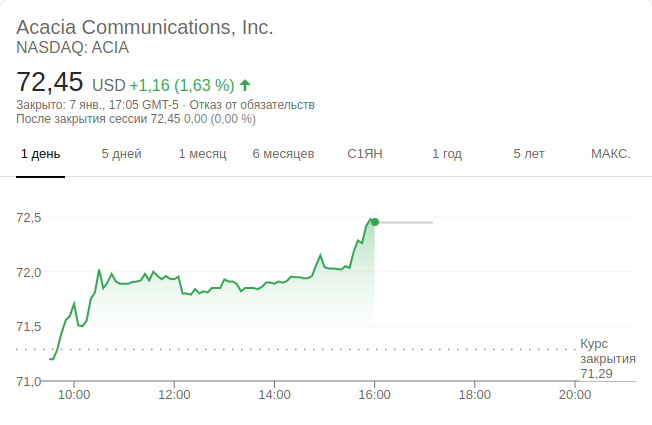 Acacia Communications, Inc.
NASDAQ: ACIA
72,45 USD +1,16 (1,63 %)
Закрыто: 7 янв., 17:05 GMT-5 · Отказ от обязательств
После закрытия сессии 72,45 0,00 (0,00 %)
1 день 5 дней 1 месяц 6 месяцев С1ЯН 1 год 5 лет МАКС.
72,5
72,0
71,5
71,0
Курс
закрытия
71,29
10:00 12:00 14:00 16:00 18:00 20:00